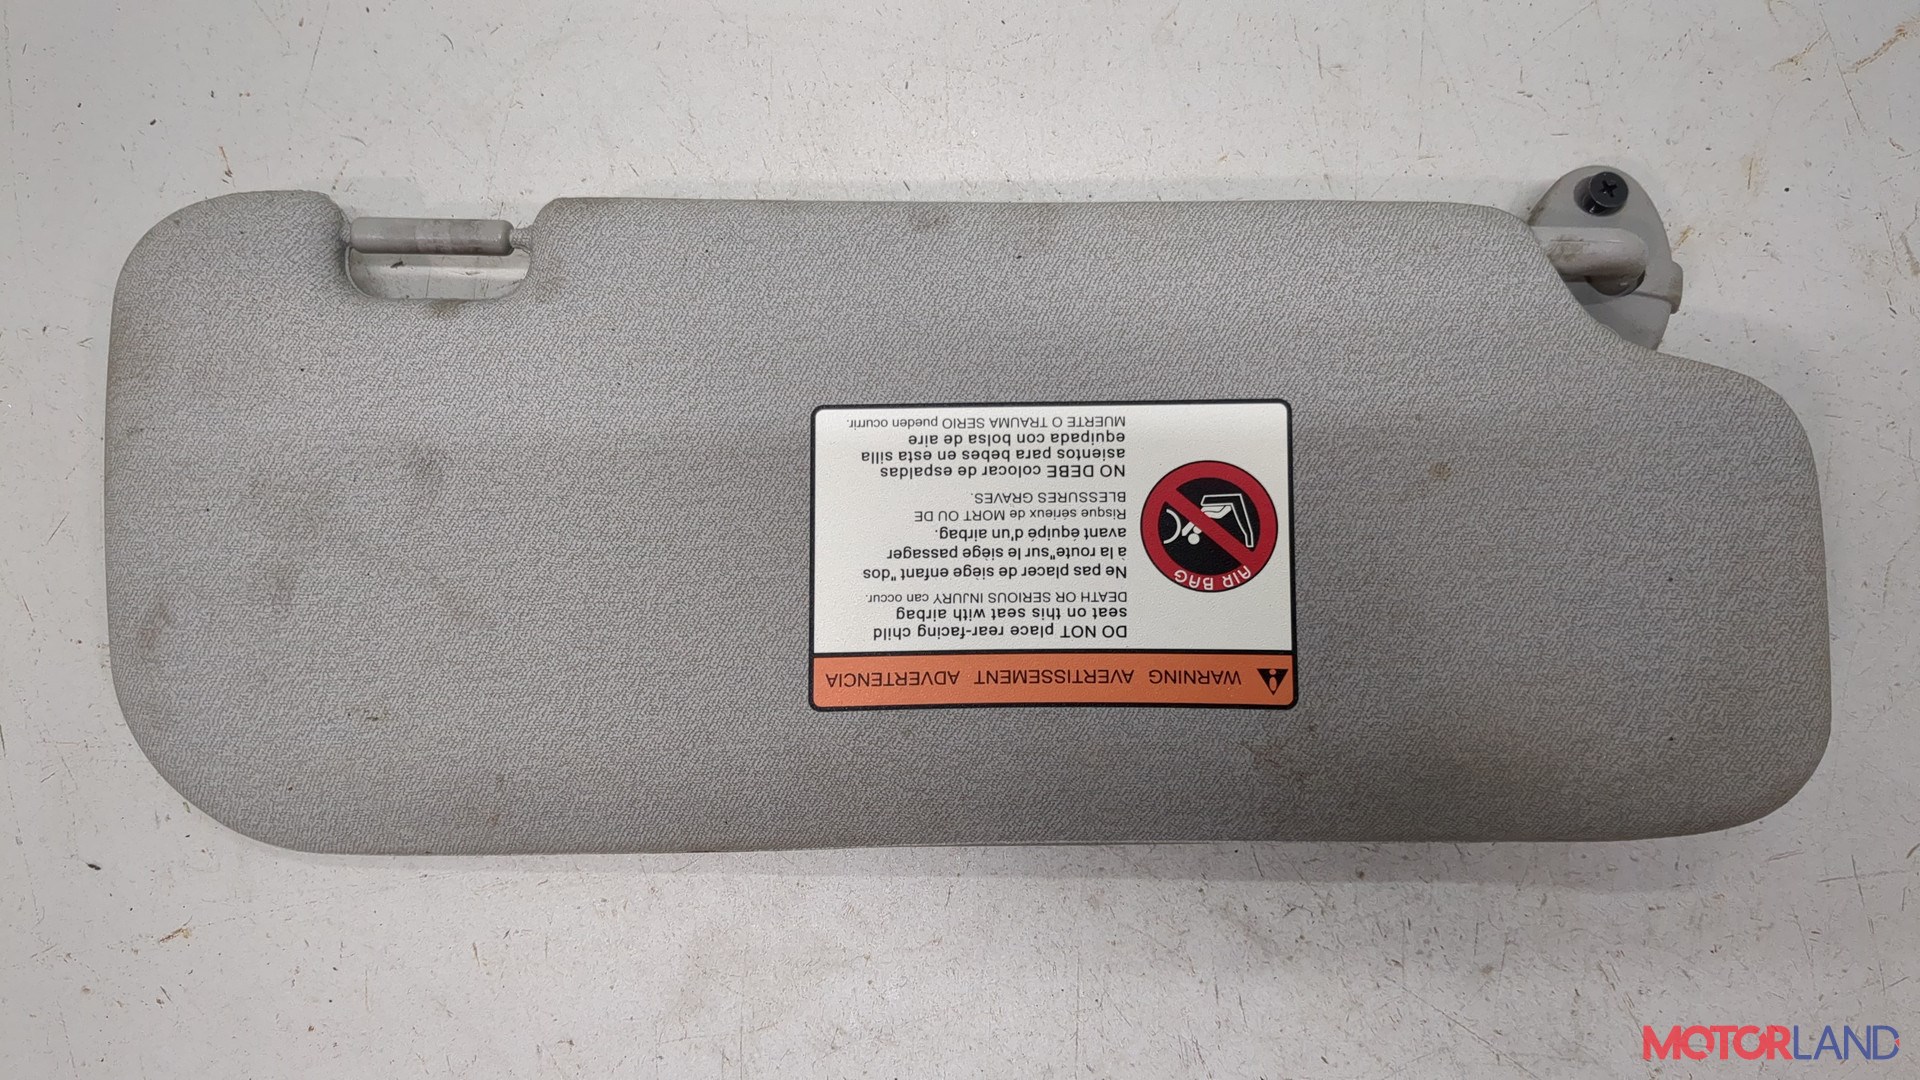 WARNING AVERTISSEMENT ADVERTENCIA
AIR BAG
DO NOT place rear-facing child
seat on this seat with airbag
DEATH OR SERIOUS INJURY can occur.
Ne pas placer de siège enfant "dos
à la route"sur le siège passager
avant équipé d'un airbag.
Risque sérieux de MORT OU DE
BLESSURES GRAVES.
NO DEBE colocar de espaldas
asientos para bebes en esta silla
equipada con bolsa de aire
MUERTE O TRAUMA SERIO pueden ocurrir.
MOTORLAND